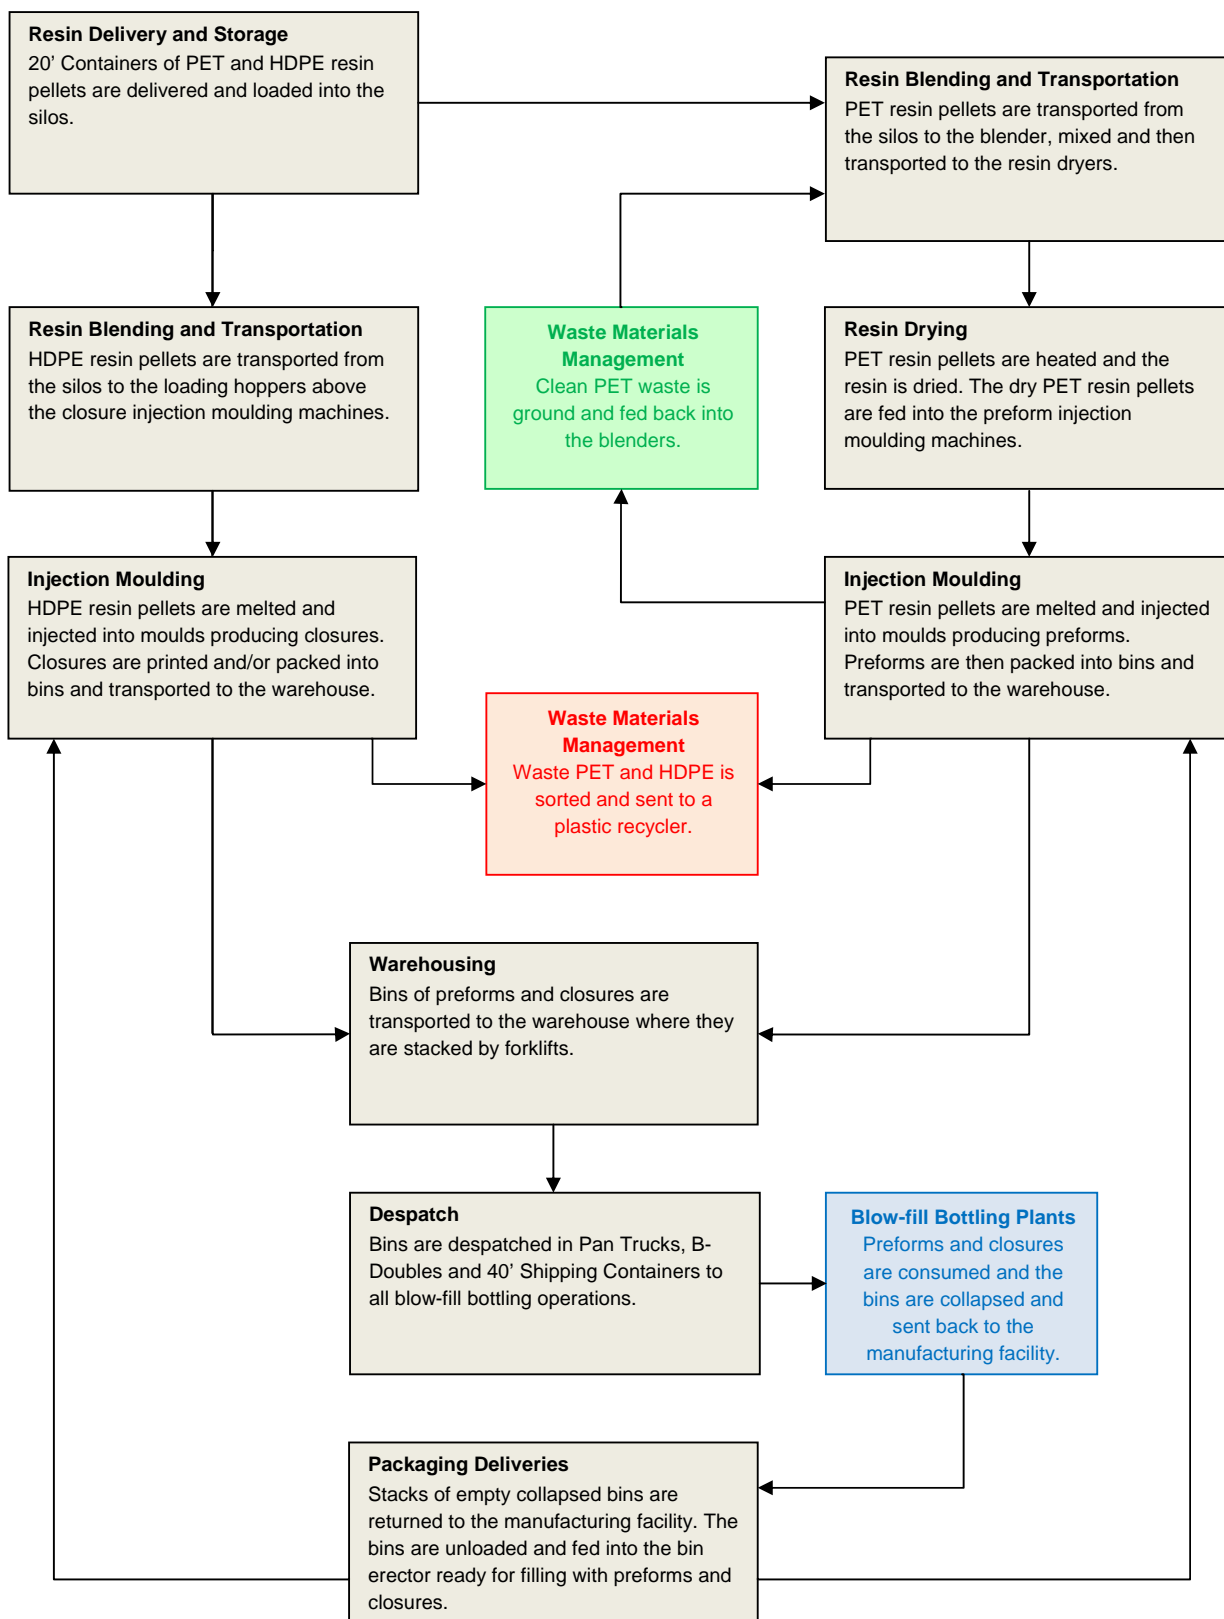 Resin Delivery and Storage
20’ Containers of PET and HDPE resin
pellets are delivered and loaded into the
silos.
Resin Blending and Transportation
PET resin pellets are transported from
the silos to the blender, mixed and then
transported to the resin dryers.
Resin Blending and Transportation
HDPE resin pellets are transported from
the silos to the loading hoppers above
the closure injection moulding machines.
Waste Materials
Management
Clean PET waste is
ground and fed back into
the blenders.
Resin Drying
PET resin pellets are heated and the
resin is dried. The dry PET resin pellets
are fed into the preform injection
moulding machines.
Injection Moulding
HDPE resin pellets are melted and
injected into moulds producing closures.
Closures are printed and/or packed into
bins and transported to the warehouse.
Injection Moulding
PET resin pellets are melted and injected
into moulds producing preforms.
Preforms are then packed into bins and
transported to the warehouse.
Waste Materials
Management
Waste PET and HDPE is
sorted and sent to a
plastic recycler.
Warehousing
Bins of preforms and closures are
transported to the warehouse where they
are stacked by forklifts.
Despatch
Bins are despatched in Pan Trucks, B-
Doubles and 40’ Shipping Containers to
all blow-fill bottling operations.
Blow-fill Bottling Plants
Preforms and closures
are consumed and the
bins are collapsed and
sent back to the
manufacturing facility.
Packaging Deliveries
Stacks of empty collapsed bins are
returned to the manufacturing facility. The
bins are unloaded and fed into the bin
erector ready for filling with preforms and
closures.